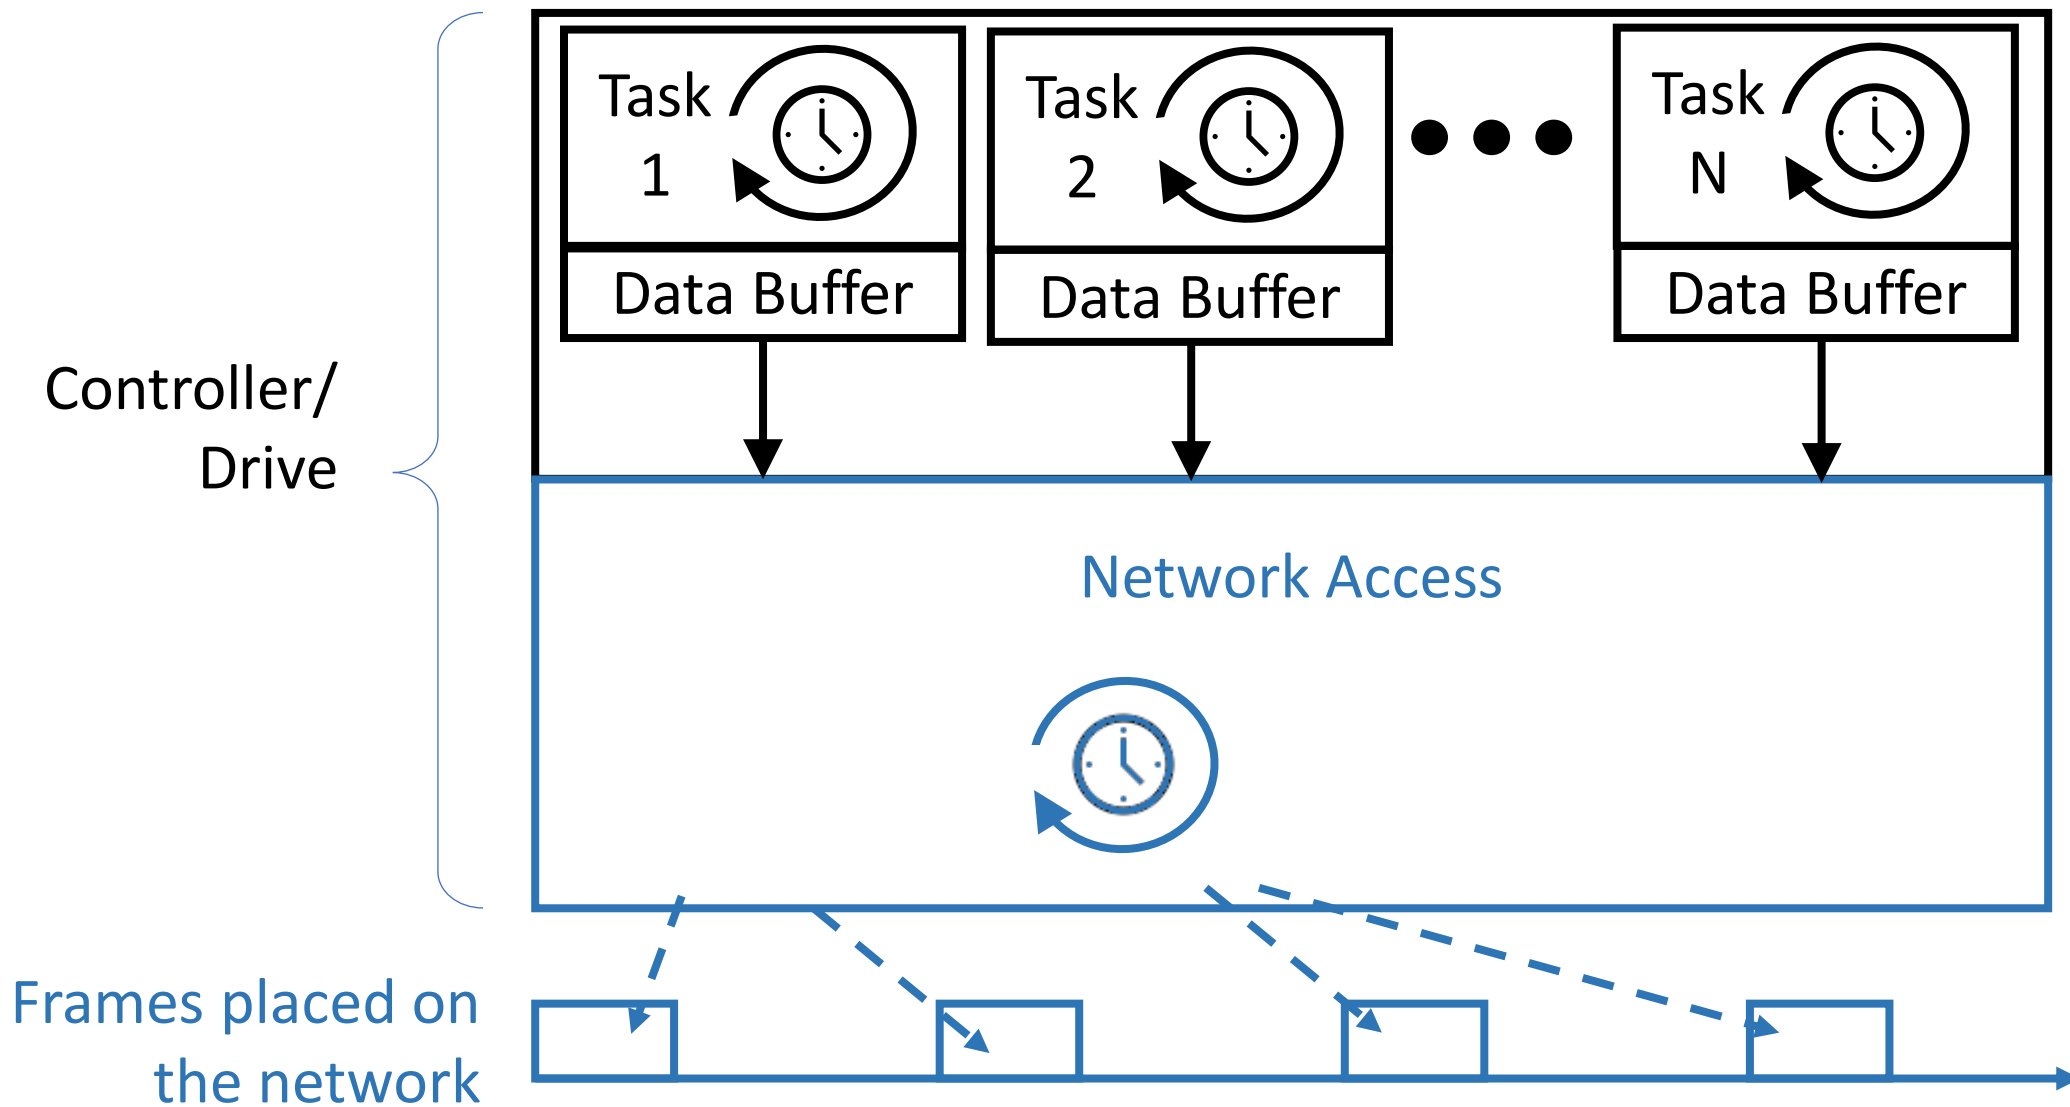 Task
1
Task
2
Task
N
Data Buffer
Data Buffer
Data Buffer
Controller/
Drive
Network Access
Frames placed on
the network